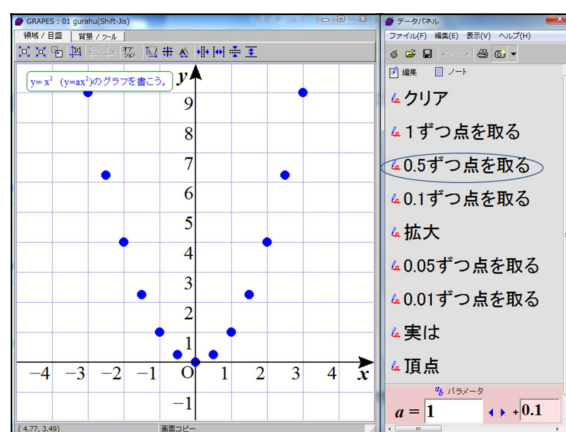 GRAPES : 01 gurahu(Shift-Jis)
領域 / 目盛 背景 / ツール
y= x² (y=ax²)のグラフを書こう。
y
9
8
7
6
5
4
3
2
1
−4 −3 −2 −1 O 1 2 3 4 x
−1
( 4.77, 3.49) 画面コピー
データパネル
ファイル(F) 編集(E) 表示(V) ヘルプ(H)
編集 ノート
クリア
1ずつ点を取る
0.5ずつ点を取る
0.1ずつ点を取る
拡大
0.05ずつ点を取る
0.01ずつ点を取る
実は
頂点
パラメータ
a = 1 +0.1